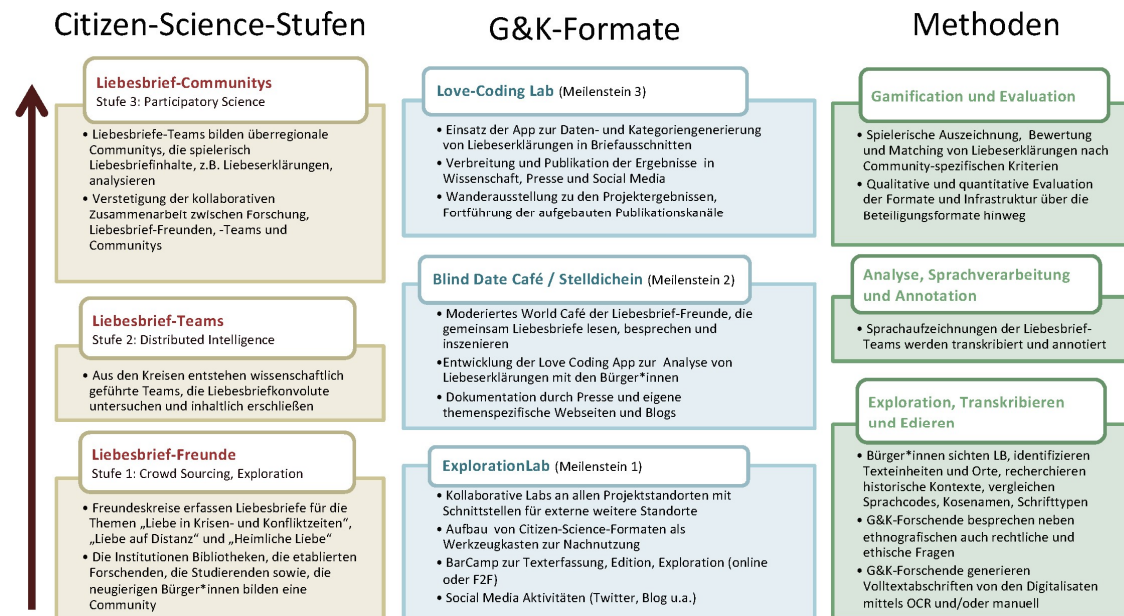 Citizen-Science-Stufen
Liebesbrief-Communitys
Stufe 3: Participatory Science
• Liebesbriefe-Teams bilden überregionale
Communitys, die spielerisch
Liebesbriefinhalte, z.B. Liebeserklärungen,
analysieren
• Verstetigung der kollaborativen
Zusammenarbeit zwischen Forschung,
Liebesbrief-Freunden, -Teams und
Communitys
Liebesbrief-Teams
Stufe 2: Distributed Intelligence
• Aus den Kreisen entstehen wissenschaftlich
geführte Teams, die Liebesbriefkonvolute
untersuchen und inhaltlich erschließen
Liebesbrief-Freunde
Stufe 1: Crowd Sourcing, Exploration
• Freundeskreise erfassen Liebesbriefe für die
Themen „Liebe in Krisen- und Konfliktzeiten“,
„Liebe auf Distanz“ und „Heimliche Liebe“
• Die Institutionen Bibliotheken, die etablierten
Forschenden, die Studierenden sowie, die
neugierigen Bürger*innen bilden eine
Community
G&K-Formate
Love-Coding Lab (Meilenstein 3)
• Einsatz der App zur Daten- und Kategoriengenerierung
von Liebeserklärungen in Briefausschnitten
• Verbreitung und Publikation der Ergebnisse in
Wissenschaft, Presse und Social Media
• Wanderausstellung zu den Projektergebnissen,
Fortführung der aufgebauten Publikationskanäle
Blind Date Café / Stelldichein (Meilenstein 2)
• Moderiertes World Café der Liebesbrief-Freunde, die
gemeinsam Liebesbriefe lesen, besprechen und
inszenieren
•Entwicklung der Love Coding App zur Analyse von
Liebeserklärungen mit den Bürger*innen
• Dokumentation durch Presse und eigene
themenspezifische Webseiten und Blogs
ExplorationLab (Meilenstein 1)
• Kollaborative Labs an allen Projektstandorten mit
Schnittstellen für externe weitere Standorte
• Aufbau von Citizen-Science-Formaten als
Werkzeugkasten zur Nachnutzung
• BarCamp zur Texterfassung, Edition, Exploration (online
oder F2F)
• Social Media Aktivitäten (Twitter, Blog u.a.)
Methoden
Gamification und Evaluation
• Spielerische Auszeichnung, Bewertung
und Matching von Liebeserklärungen nach
Community-spezifischen Kriterien
• Qualitative und quantitative Evaluation
der Formate und Infrastruktur über die
Beteiligungsformate hinweg
Analyse, Sprachverarbeitung
und Annotation
• Sprachaufzeichnungen der Liebesbrief-
Teams werden transkribiert und annotiert
Exploration, Transkribieren
und Edieren
• Bürger*innen sichten LB, identifizieren
Texteinheiten und Orte, recherchieren
historische Kontexte, vergleichen
Sprachcodes, Kosenamen, Schrifttypen
• G&K-Forschende besprechen neben
ethnografischen auch rechtliche und
ethische Fragen
• G&K-Forschende generieren
Volltextabschriften von den Digitalisaten
mittels OCR und/oder manuell